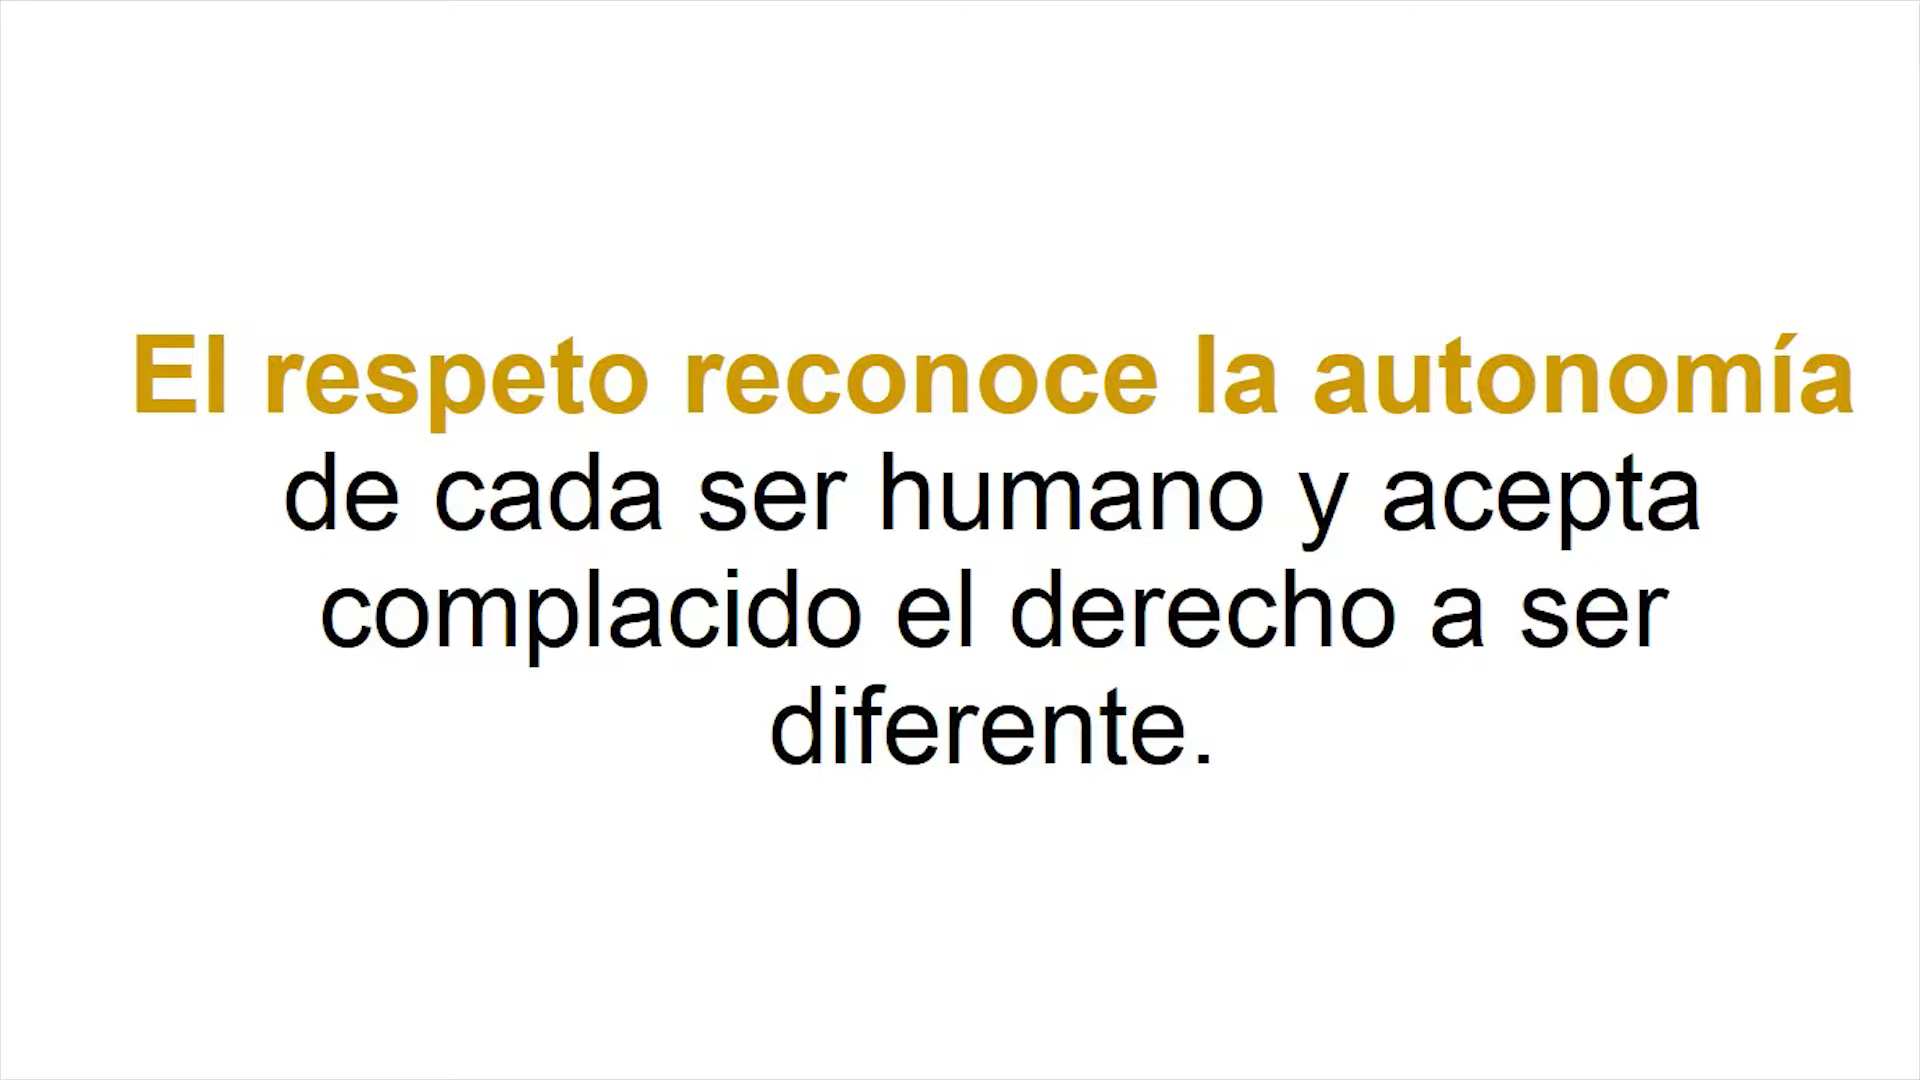 El respeto reconoce la autonomía
de cada ser humano y acepta
complacido el derecho a ser
diferente.